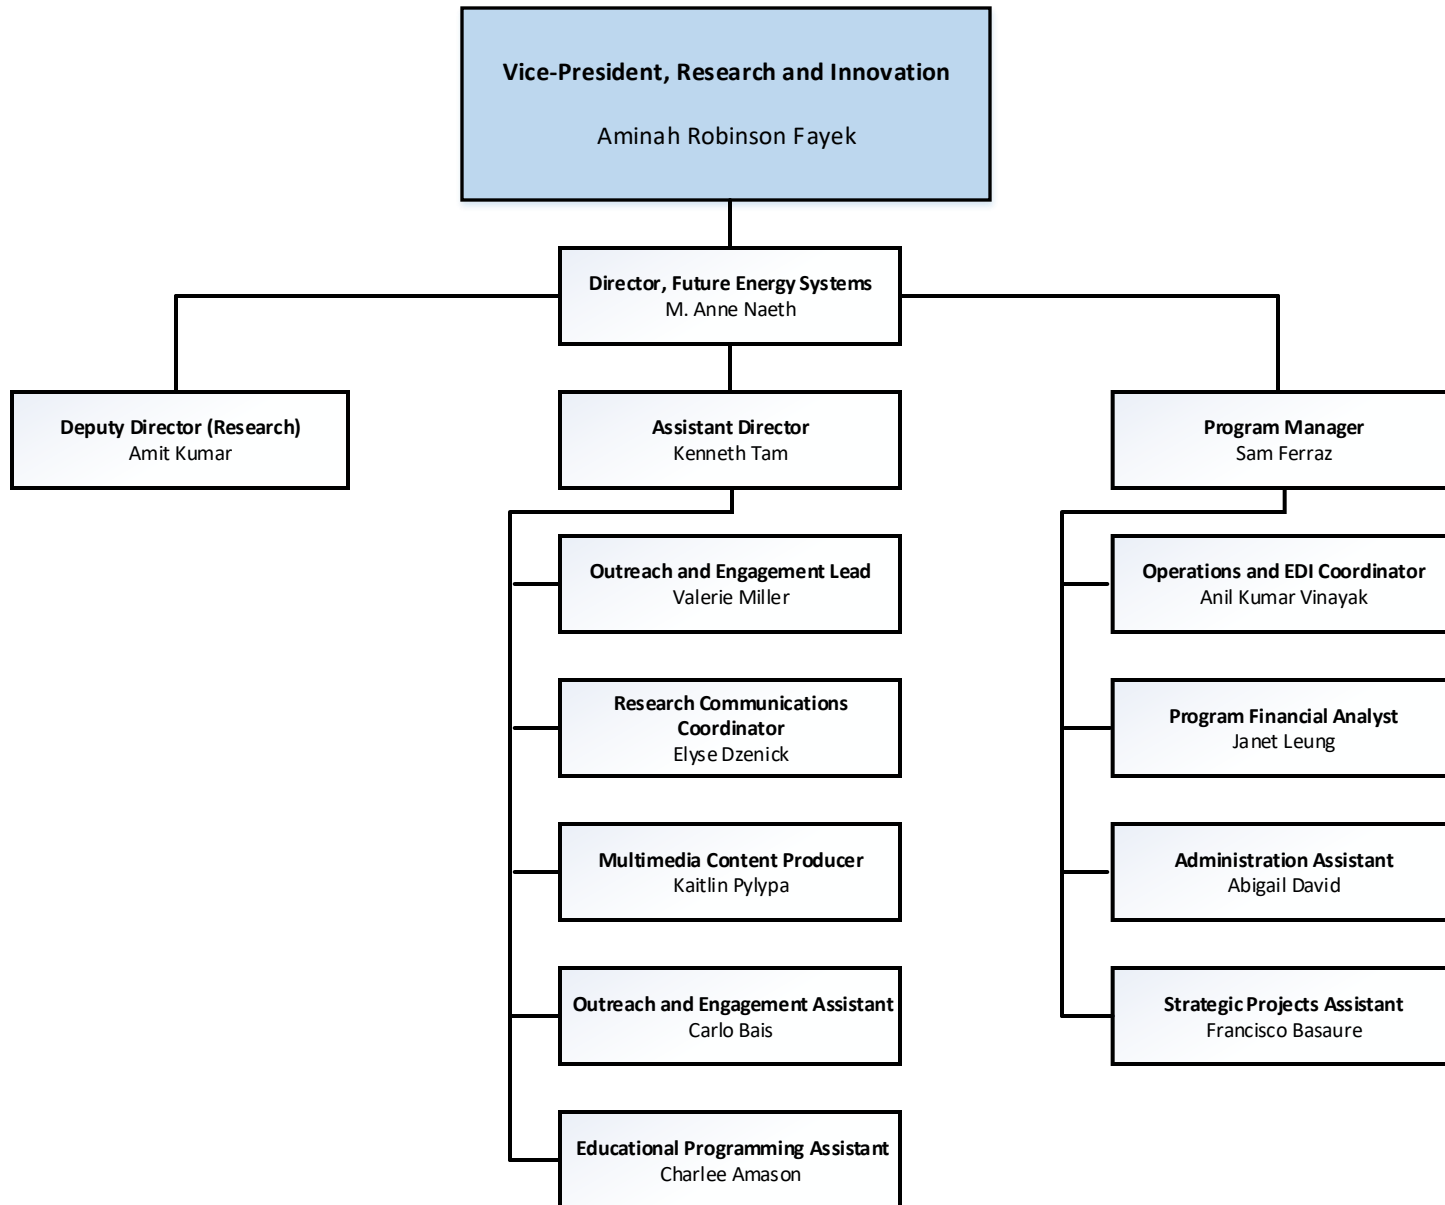 Vice-President, Research and Innovation
Aminah Robinson Fayek
Director, Future Energy Systems
M. Anne Naeth
Deputy Director (Research)
Amit Kumar
Assistant Director
Kenneth Tam
Program Manager
Sam Ferraz
Outreach and Engagement Lead
Valerie Miller
Operations and EDI Coordinator
Anil Kumar Vinayak
Research Communications
Coordinator
Elyse Dzenick
Program Financial Analyst
Janet Leung
Multimedia Content Producer
Kaitlin Pylypa
Administration Assistant
Abigail David
Outreach and Engagement Assistant
Carlo Bais
Strategic Projects Assistant
Francisco Basaure
Educational Programming Assistant
Charlee Amason